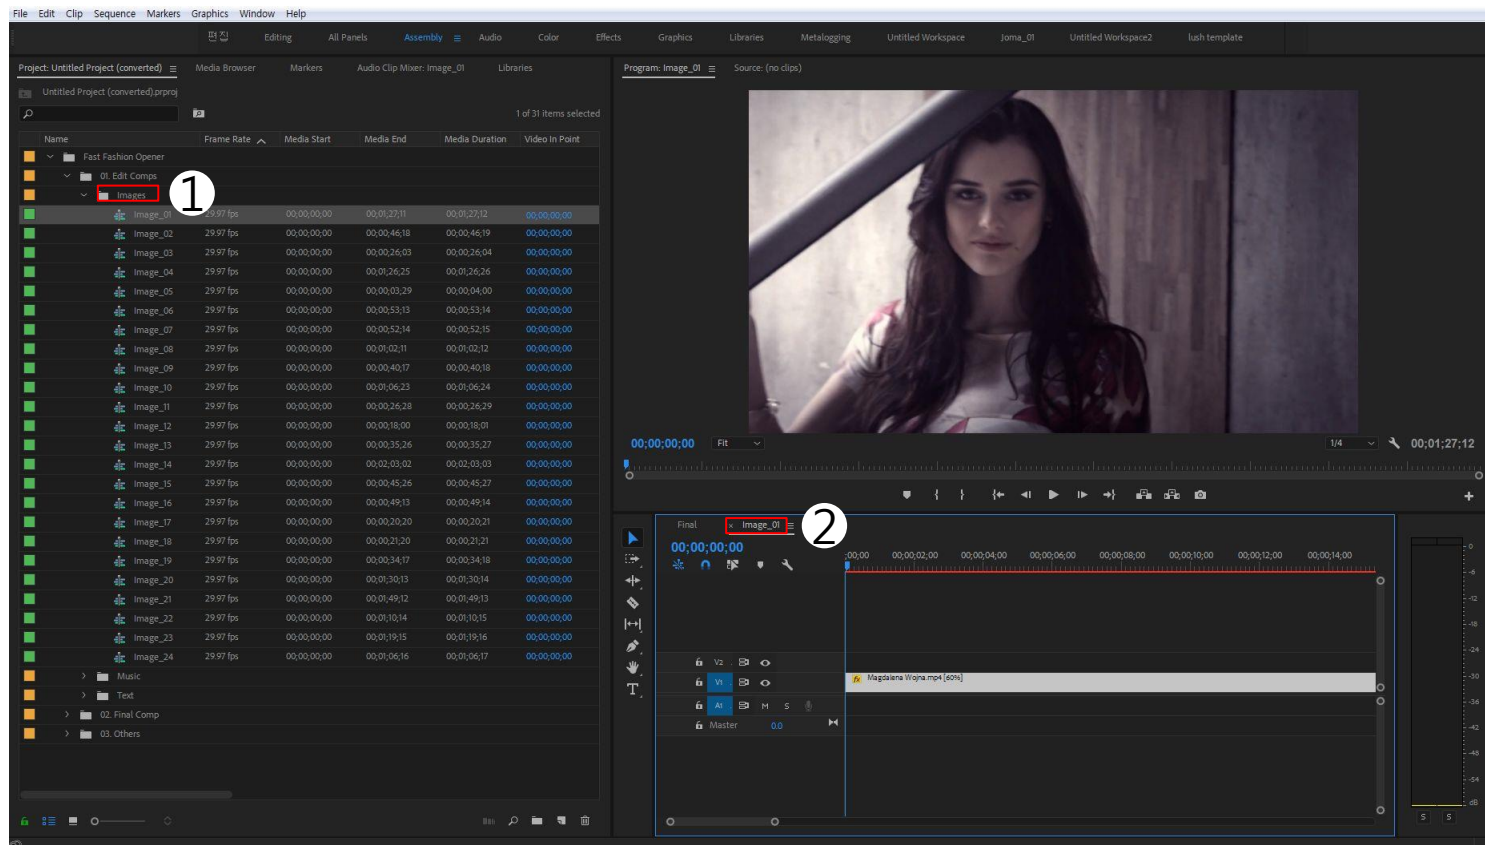 File Edit Clip Sequence Markers Graphics Window Help
편집 Editing All Panels Assembly Audio Color Effects Graphics Libraries Metalogging Untitled Workspace Joma_01 Untitled Workspace2 lush template
Project: Untitled Project (converted) Media Browser Markers Audio Clip Mixer: Image_01 Libraries
Untitled Project (converted).prproj
1 of 31 items selected
Name Frame Rate Media Start Media End Media Duration Video In Point
Fast Fashion Opener
01. Edit Comps
Images
1
Image_01 29.97 fps 00;00;00;00 00;01;27;11 00;01;27;12 00;00;00;00
Image_02 29.97 fps 00;00;00;00 00;00;46;18 00;00;46;19 00;00;00;00
Image_03 29.97 fps 00;00;00;00 00;00;26;03 00;00;26;04 00;00;00;00
Image_04 29.97 fps 00;00;00;00 00;01;26;25 00;01;26;26 00;00;00;00
Image_05 29.97 fps 00;00;00;00 00;00;03;29 00;00;04;00 00;00;00;00
Image_06 29.97 fps 00;00;00;00 00;00;53;13 00;00;53;14 00;00;00;00
Image_07 29.97 fps 00;00;00;00 00;00;52;14 00;00;52;15 00;00;00;00
Image_08 29.97 fps 00;00;00;00 00;01;02;11 00;01;02;12 00;00;00;00
Image_09 29.97 fps 00;00;00;00 00;00;40;17 00;00;40;18 00;00;00;00
Image_10 29.97 fps 00;00;00;00 00;01;06;23 00;01;06;24 00;00;00;00
Image_11 29.97 fps 00;00;00;00 00;00;26;28 00;00;26;29 00;00;00;00
Image_12 29.97 fps 00;00;00;00 00;00;18;00 00;00;18;01 00;00;00;00
Image_13 29.97 fps 00;00;00;00 00;00;35;26 00;00;35;27 00;00;00;00
Image_14 29.97 fps 00;00;00;00 00;02;03;02 00;02;03;03 00;00;00;00
Image_15 29.97 fps 00;00;00;00 00;00;45;26 00;00;45;27 00;00;00;00
Image_16 29.97 fps 00;00;00;00 00;00;49;13 00;00;49;14 00;00;00;00
Image_17 29.97 fps 00;00;00;00 00;00;20;20 00;00;20;21 00;00;00;00
Image_18 29.97 fps 00;00;00;00 00;00;21;20 00;00;21;21 00;00;00;00
Image_19 29.97 fps 00;00;00;00 00;00;34;17 00;00;34;18 00;00;00;00
Image_20 29.97 fps 00;00;00;00 00;01;30;13 00;01;30;14 00;00;00;00
Image_21 29.97 fps 00;00;00;00 00;01;49;12 00;01;49;13 00;00;00;00
Image_22 29.97 fps 00;00;00;00 00;01;10;14 00;01;10;15 00;00;00;00
Image_23 29.97 fps 00;00;00;00 00;01;19;15 00;01;19;16 00;00;00;00
Image_24 29.97 fps 00;00;00;00 00;01;06;16 00;01;06;17 00;00;00;00
Music
Text
02. Final Comp
03. Others
Program: Image_01 Source: (no clips)
00;00;00;00 Fit 1/4 00;01;27;12
Final × Image_01
2
00;00;00;00
;00;00 00;00;02;00 00;00;04;00 00;00;06;00 00;00;08;00 00;00;10;00 00;00;12;00 00;00;14;00
V2
V1 fx Magdalena Wojna.mp4 [60%]
A1 M S
Master 0.0
0
-6
-12
-18
-24
-30
-36
-42
-48
-54
dB
S S